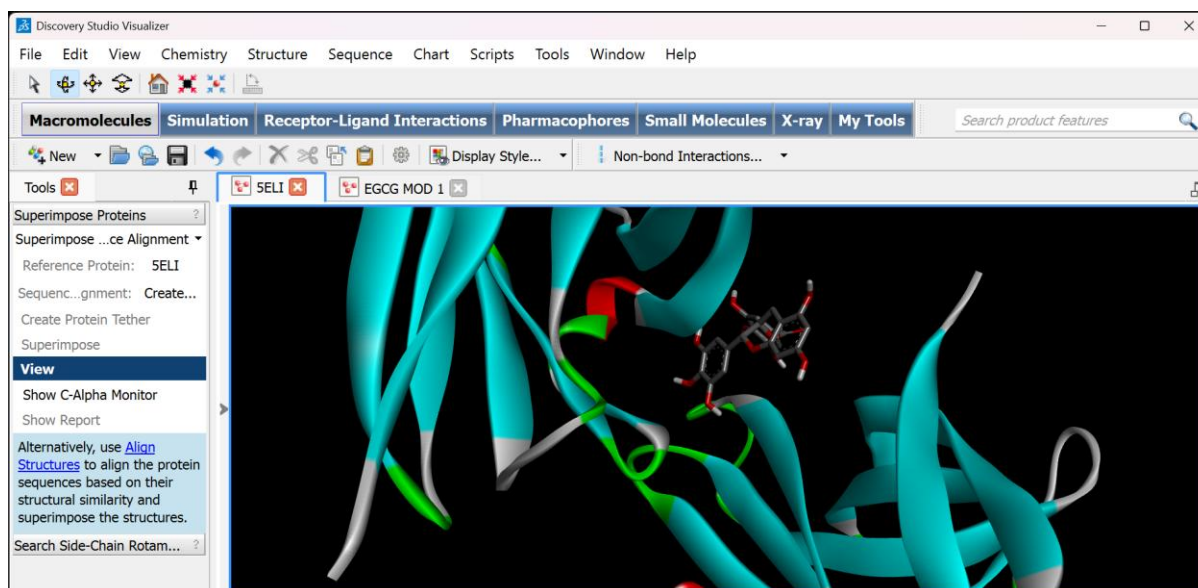 Discovery Studio Visualizer
File Edit View Chemistry Structure Sequence Chart Scripts Tools Window Help
Macromolecules Simulation Receptor-Ligand Interactions Pharmacophores Small Molecules X-ray My Tools Search product features
New Display Style... Non-bond Interactions...
Tools 5ELI EGCG MOD 1
Superimpose Proteins ?
Superimpose ...ce Alignment
Reference Protein: 5ELI
Sequenc...gnment: Create...
Create Protein Tether
Superimpose
View
Show C-Alpha Monitor
Show Report
Alternatively, use Align
Structures to align the protein
sequences based on their
structural similarity and
superimpose the structures.
Search Side-Chain Rotam... ?